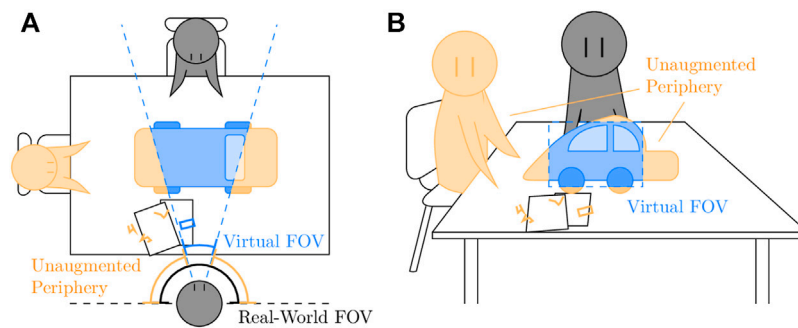 A
Virtual FOV
Unaugmented
Periphery
Real-World FOV
B
Unaugmented
Periphery
Virtual FOV